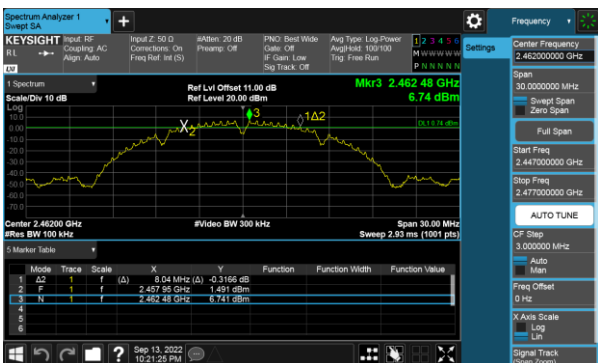 Spectrum Analyzer 1
Swept SA
KEYSIGHT
RL
Input: RF
Coupling: AC
Align: Auto
Input Z: 50 Ω
Corrections: On
Freq Ref: Int (S)
#Atten: 20 dB
Preamp: Off
PNO: Best Wide
Gate: Off
IF Gain: Low
Sig Track: Off
Avg Type: Log-Power
Avg|Hold: 100/100
Trig: Free Run
1 2 3 4 5 6
M W W W W W
P N N N N N
1 Spectrum
Scale/Div 10 dB
Ref Lvl Offset 11.00 dB
Ref Level 20.00 dBm
Mkr3 2.462 48 GHz
6.74 dBm
Log
10.0
0.00
-10.0
-20.0
-30.0
-40.0
-50.0
-60.0
-70.0
X2
3
1Δ2
DL1 0.74 dBm
Center 2.46200 GHz
#Res BW 100 kHz
#Video BW 300 kHz
Span 30.00 MHz
Sweep 2.93 ms (1001 pts)
5 Marker Table
Mode Trace Scale X Y Function Function Width Function Value
1 Δ2 1 f (Δ) 8.04 MHz (Δ) -0.3166 dB
2 F 1 f 2.457 95 GHz 1.491 dBm
3 N 1 f 2.462 48 GHz 6.741 dBm
4
5
6
Sep 13, 2022
10:21:25 PM
Frequency
Settings
Center Frequency
2.462000000 GHz
Span
30.0000000 MHz
Swept Span
Zero Span
Full Span
Start Freq
2.447000000 GHz
Stop Freq
2.477000000 GHz
AUTO TUNE
CF Step
3.000000 MHz
Auto
Man
Freq Offset
0 Hz
X Axis Scale
Log
Lin
Signal Track
(Span Zoom)